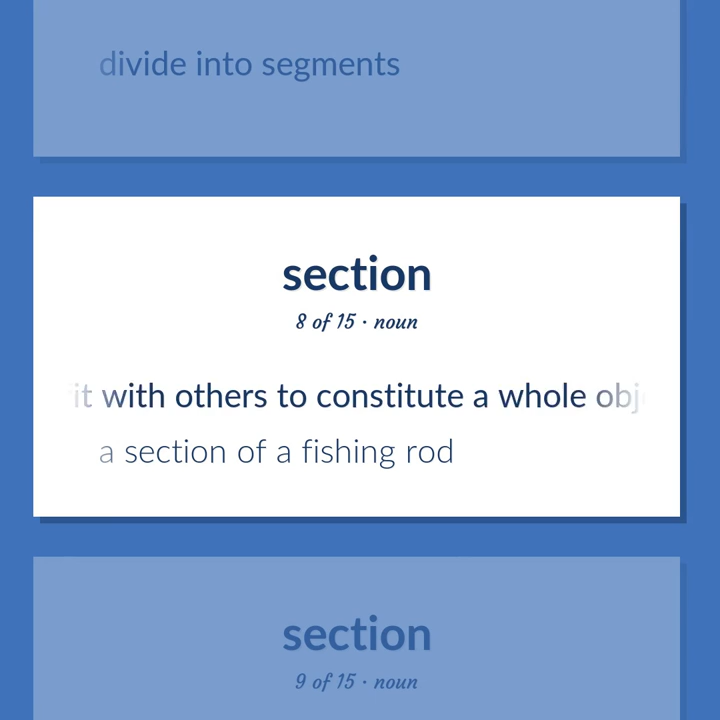 divide into segments
section
8 of 15 · noun
it with others to constitute a whole
a section of a fishing rod
section
9 of 15 · noun